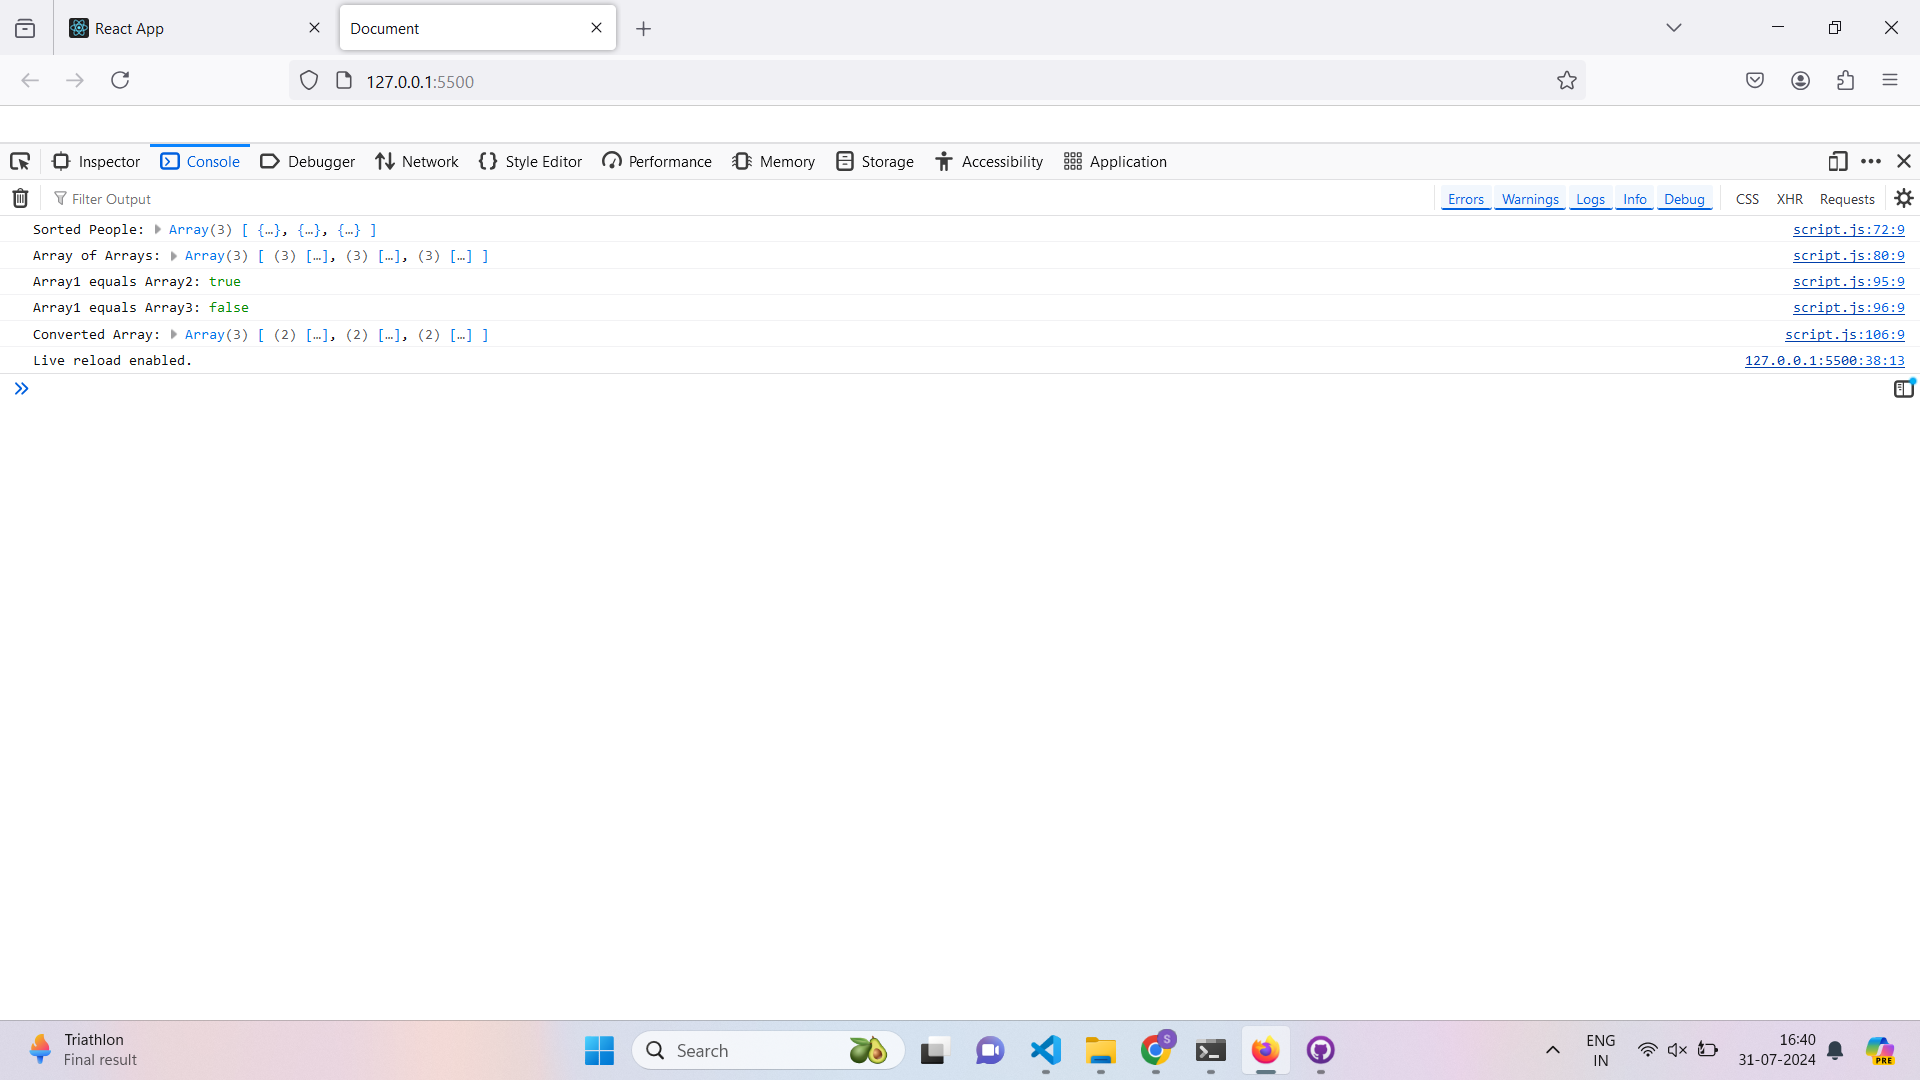 React App
Document
127.0.0.1:5500
Inspector Console Debugger Network Style Editor Performance Memory Storage Accessibility Application
Filter Output Errors Warnings Logs Info Debug CSS XHR Requests
Sorted People: Array(3) [ {…}, {…}, {…} ] script.js:72:9
Array of Arrays: Array(3) [ (3) […], (3) […], (3) […] ] script.js:80:9
Array1 equals Array2: true script.js:95:9
Array1 equals Array3: false script.js:96:9
Converted Array: Array(3) [ (2) […], (2) […], (2) […] ] script.js:106:9
Live reload enabled. 127.0.0.1:5500:38:13
Triathlon
Final result
Search
S
ENG
IN
16:40
31-07-2024
PRE